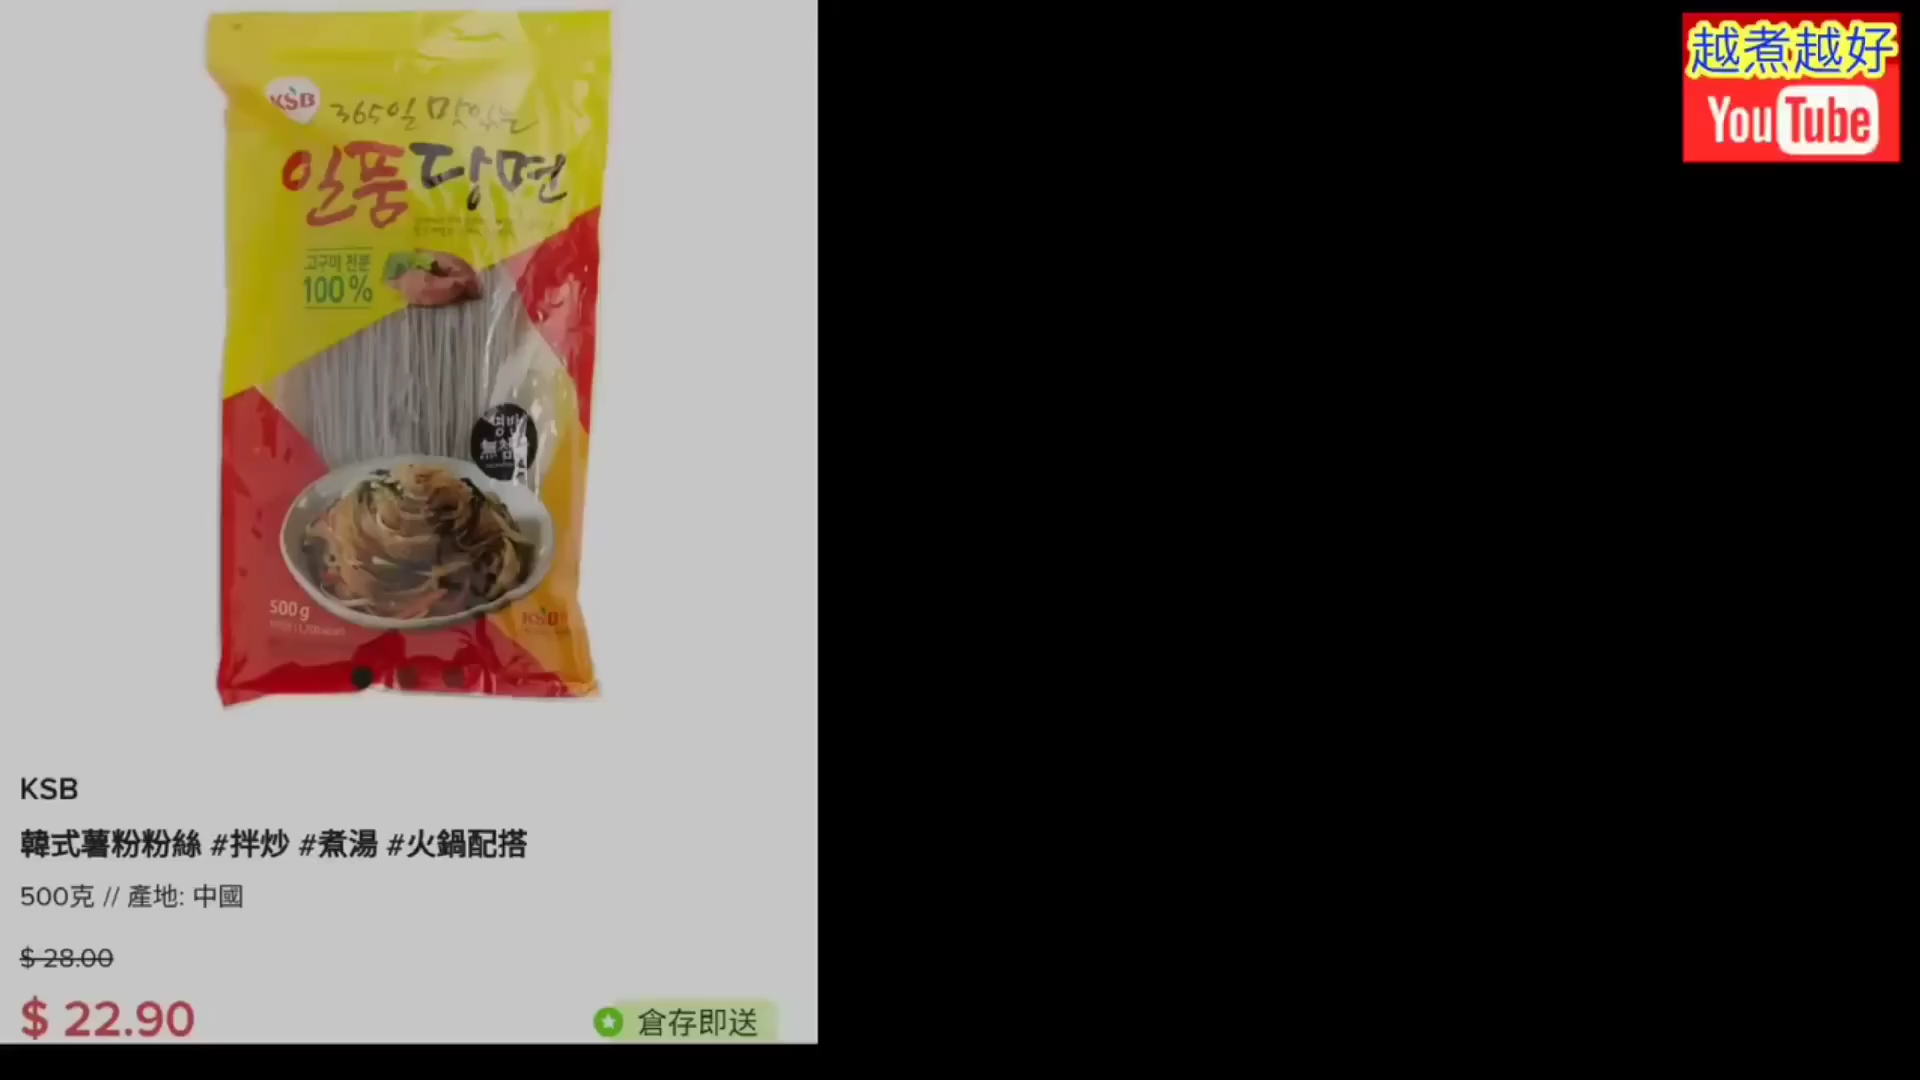 越煮越好
YouTube
KSB
365일 맛있는
일품당면
고구마 전분
100%
500g
KSB
韓式薯粉粉絲 #拌炒 #煮湯 #火鍋配搭
500克 // 產地: 中國
$ 28.00
$ 22.90
倉存即送